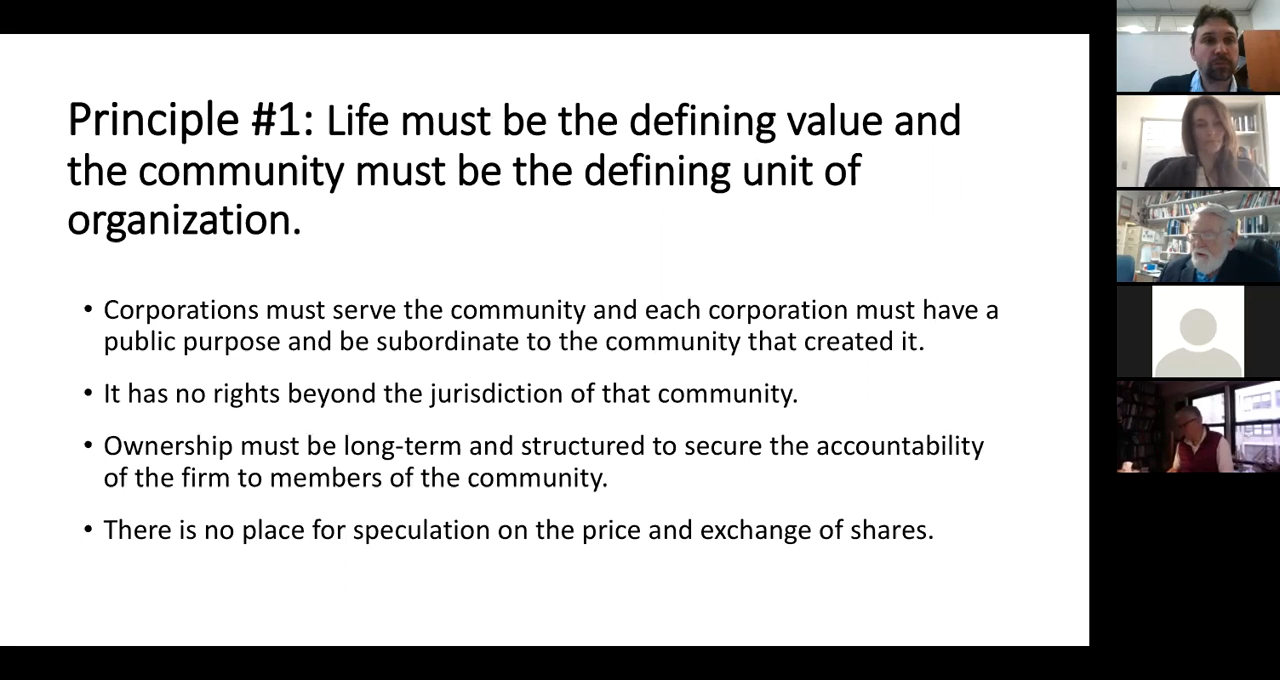 Principle #1: Life must be the defining value and
the community must be the defining unit of
organization.
• Corporations must serve the community and each corporation must have a
public purpose and be subordinate to the community that created it.
• It has no rights beyond the jurisdiction of that community.
• Ownership must be long-term and structured to secure the accountability
of the firm to members of the community.
• There is no place for speculation on the price and exchange of shares.